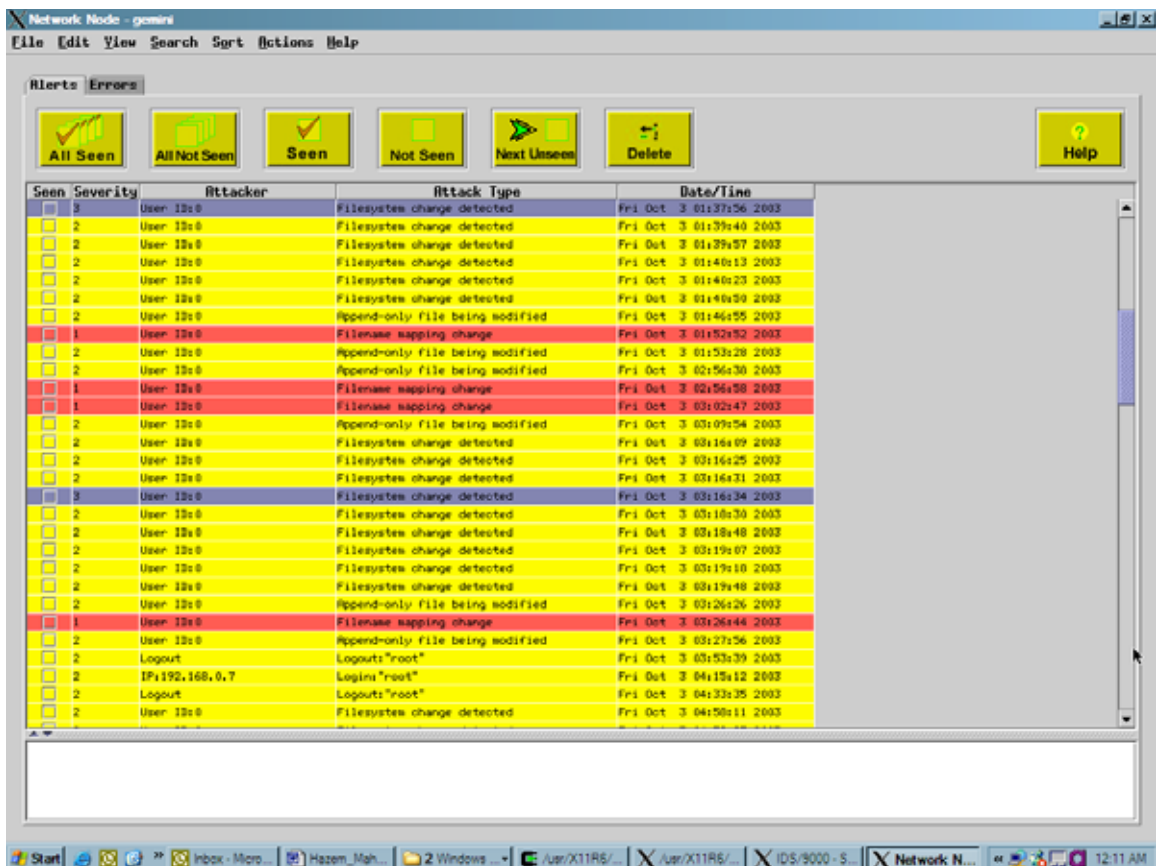 Network Node - gemini
File Edit View Search Sort Actions Help
Alerts Errors
All Seen All Not Seen Seen Not Seen Next Unseen Delete Help
Seen Severity Attacker Attack Type Date/Time
3 User ID:0 Filesystem change detected Fri Oct 3 01:37:56 2003
2 User ID:0 Filesystem change detected Fri Oct 3 01:39:40 2003
2 User ID:0 Filesystem change detected Fri Oct 3 01:39:57 2003
2 User ID:0 Filesystem change detected Fri Oct 3 01:40:13 2003
2 User ID:0 Filesystem change detected Fri Oct 3 01:40:23 2003
2 User ID:0 Filesystem change detected Fri Oct 3 01:40:50 2003
2 User ID:0 Append-only file being modified Fri Oct 3 01:46:55 2003
1 User ID:0 Filename mapping change Fri Oct 3 01:52:52 2003
2 User ID:0 Append-only file being modified Fri Oct 3 01:53:28 2003
2 User ID:0 Append-only file being modified Fri Oct 3 02:56:30 2003
1 User ID:0 Filename mapping change Fri Oct 3 02:56:58 2003
1 User ID:0 Filename mapping change Fri Oct 3 03:02:47 2003
2 User ID:0 Append-only file being modified Fri Oct 3 03:09:54 2003
2 User ID:0 Filesystem change detected Fri Oct 3 03:16:09 2003
2 User ID:0 Filesystem change detected Fri Oct 3 03:16:25 2003
2 User ID:0 Filesystem change detected Fri Oct 3 03:16:31 2003
3 User ID:0 Filesystem change detected Fri Oct 3 03:16:34 2003
2 User ID:0 Filesystem change detected Fri Oct 3 03:18:30 2003
2 User ID:0 Filesystem change detected Fri Oct 3 03:18:48 2003
2 User ID:0 Filesystem change detected Fri Oct 3 03:19:07 2003
2 User ID:0 Filesystem change detected Fri Oct 3 03:19:10 2003
2 User ID:0 Filesystem change detected Fri Oct 3 03:19:48 2003
2 User ID:0 Append-only file being modified Fri Oct 3 03:26:26 2003
1 User ID:0 Filename mapping change Fri Oct 3 03:26:44 2003
2 User ID:0 Append-only file being modified Fri Oct 3 03:27:56 2003
2 Logout Logout:"root" Fri Oct 3 03:53:39 2003
2 IP:192.168.0.7 Login:"root" Fri Oct 3 04:15:12 2003
2 Logout Logout:"root" Fri Oct 3 04:33:35 2003
2 User ID:0 Filesystem change detected Fri Oct 3 04:50:11 2003
Start Inbox - Micro... Hazem_Mah... 2 Windows ... /usr/X11R6/... /usr/X11R6/... IDS/9000 - S... Network N... 12:11 AM